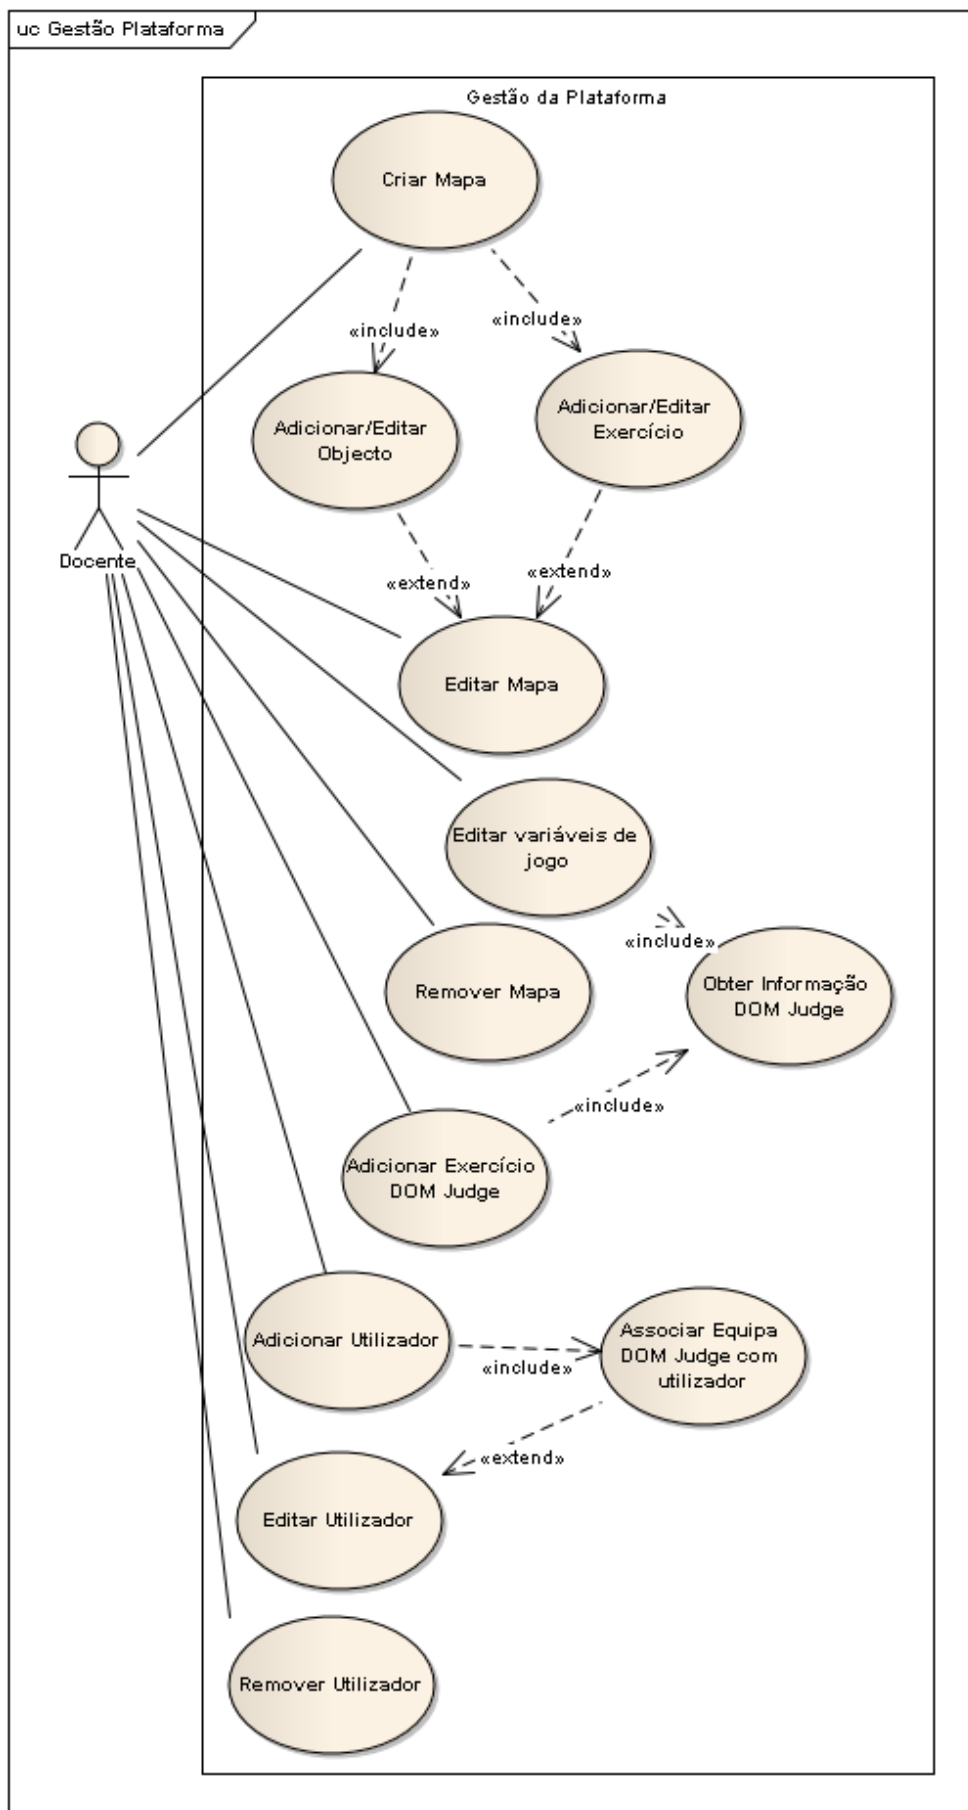 uc Gestão Plataforma
Gestão da Plataforma
Criar Mapa
«include»
«include»
Adicionar/Editar
Objecto
Adicionar/Editar
Exercício
Docente
«extend»
«extend»
Editar Mapa
Editar variáveis de
jogo
«include»
Remover Mapa
Obter Informação
DOM Judge
«include»
Adicionar Exercício
DOM Judge
Adicionar Utilizador
«include»
Associar Equipa
DOM Judge com
utilizador
«extend»
Editar Utilizador
Remover Utilizador